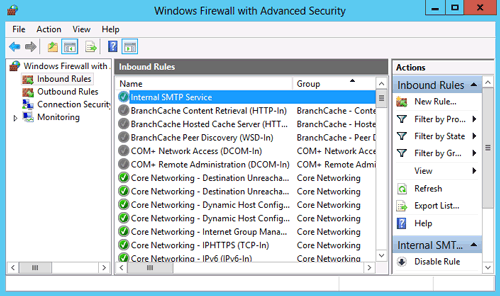 Windows Firewall with Advanced Security
File Action View Help
Windows Firewall with
Inbound Rules
Outbound Rules
Connection Security
Monitoring
Inbound Rules
Name Group
Internal SMTP Service
BranchCache Content Retrieval (HTTP-In) BranchCache - Conte
BranchCache Hosted Cache Server (HTT... BranchCache - Host
BranchCache Peer Discovery (WSD-In) BranchCache - Peer D
COM+ Network Access (DCOM-In) COM+ Network Acces
COM+ Remote Administration (DCOM-In) COM+ Remote Admin
Core Networking - Destination Unreacha... Core Networking
Core Networking - Destination Unreacha... Core Networking
Core Networking - Dynamic Host Config... Core Networking
Core Networking - Dynamic Host Config... Core Networking
Core Networking - Internet Group Mana... Core Networking
Core Networking - IPHTTPS (TCP-In) Core Networking
Core Networking - IPv6 (IPv6-In) Core Networking
Actions
Inbound Rules
New Rule...
Filter by Pro...
Filter by State
Filter by Gr...
View
Refresh
Export List...
Help
Internal SMT...
Disable Rule